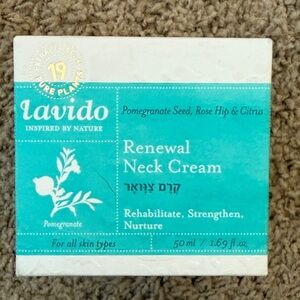 19
PURE PLANT
Lavido
INSPIRED BY NATURE
Pomegranate Seed, Rose Hip & Citrus
Renewal
Neck Cream
קרם צוואר
Rehabilitate, Strengthen,
Nurture
Pomegranate
For all skin types
50 ml / 1.69 fl.oz